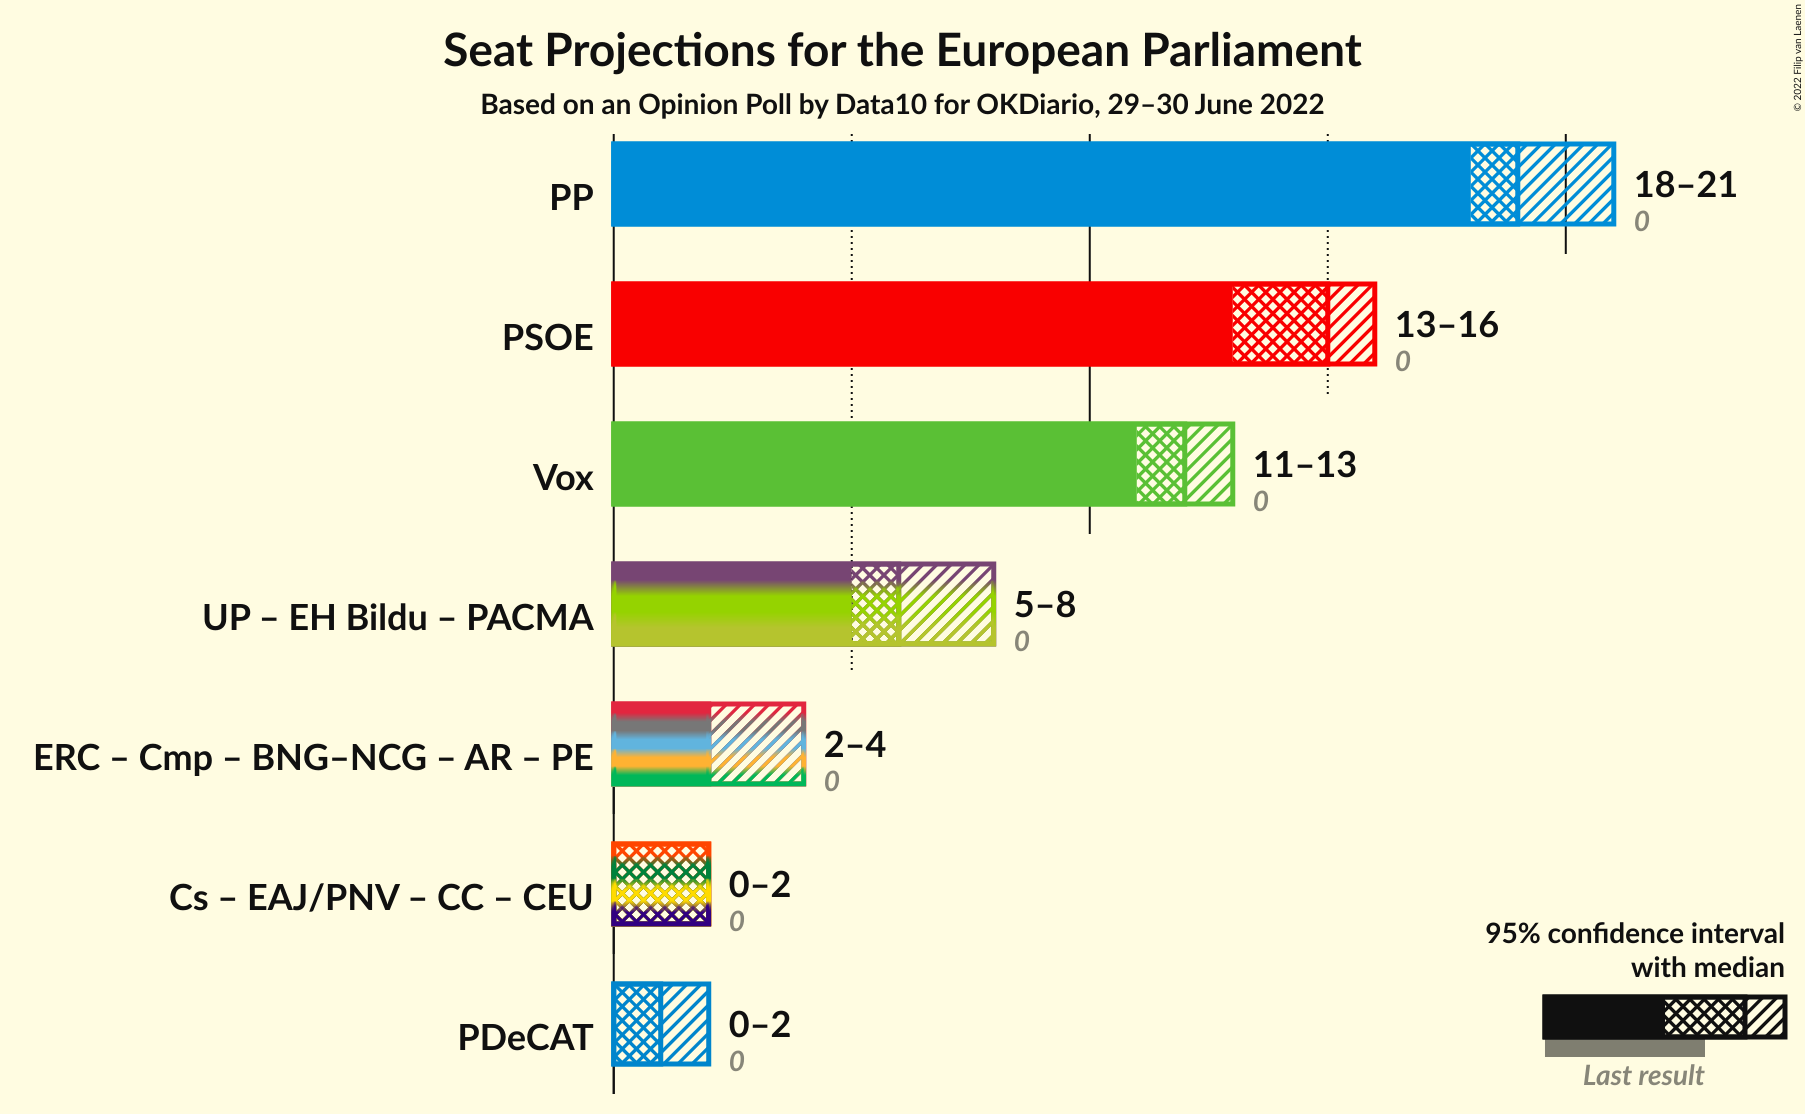 Seat Projections for the European Parliament
Based on an Opinion Poll by Data10 for OKDiario, 29–30 June 2022
© 2022 Filip van Laenen
PP
18–21
0
PSOE
13–16
0
Vox
11–13
0
UP – EH Bildu – PACMA
5–8
0
ERC – Cmp – BNG–NCG – AR – PE
2–4
0
Cs – EAJ/PNV – CC – CEU
0–2
0
PDeCAT
0–2
0
95% confidence interval
with median
Last result